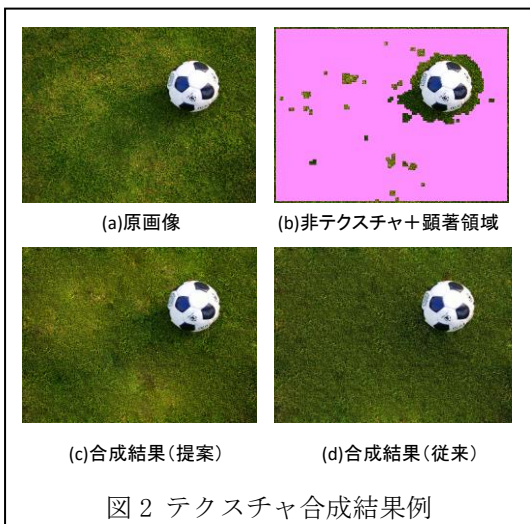 (a)原画像
(b)非テクスチャ+顕著領域
(c)合成結果(提案)
(d)合成結果(従来)
図 2 テクスチャ合成結果例